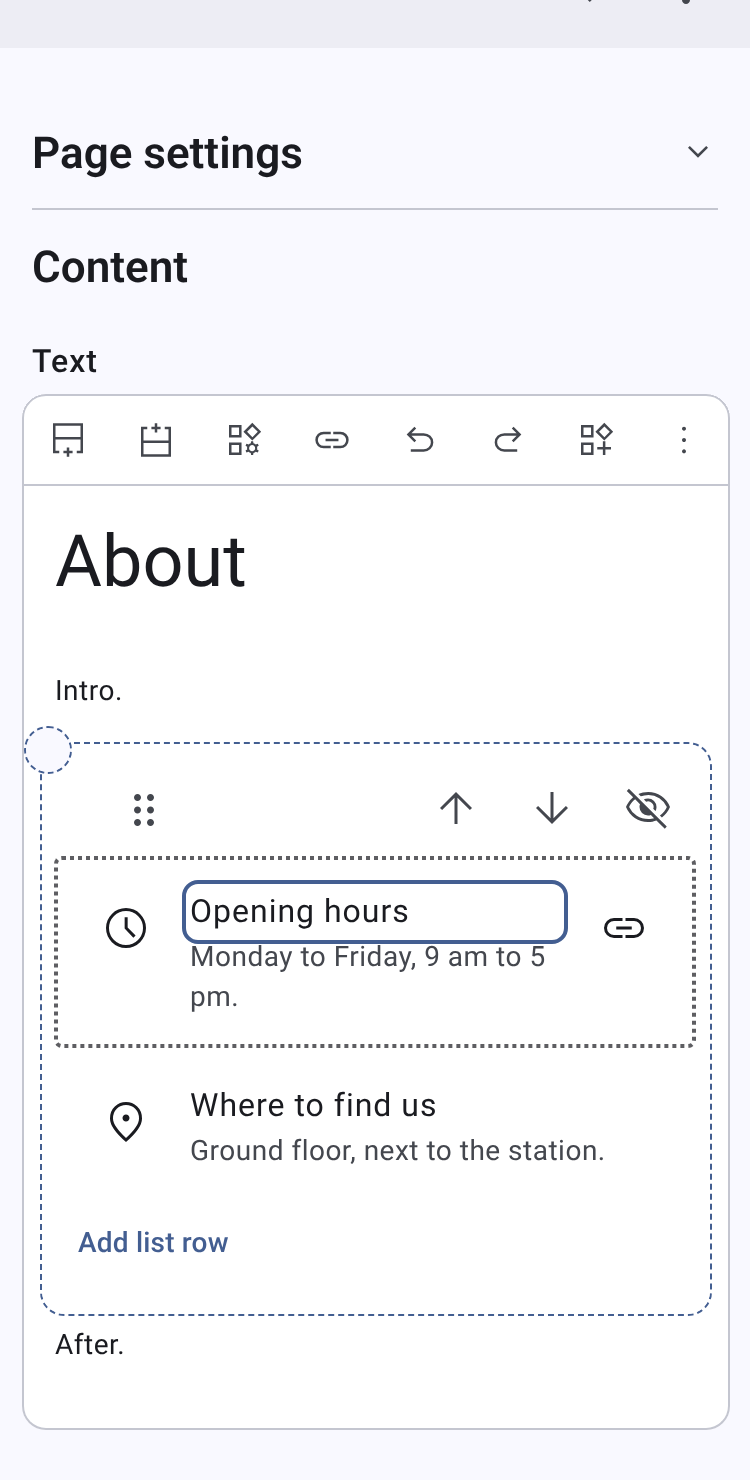 Page settings
Content
Text
About
Intro.
Opening hours
Monday to Friday, 9 am to 5
pm.
Where to find us
Ground floor, next to the station.
Add list row
After.